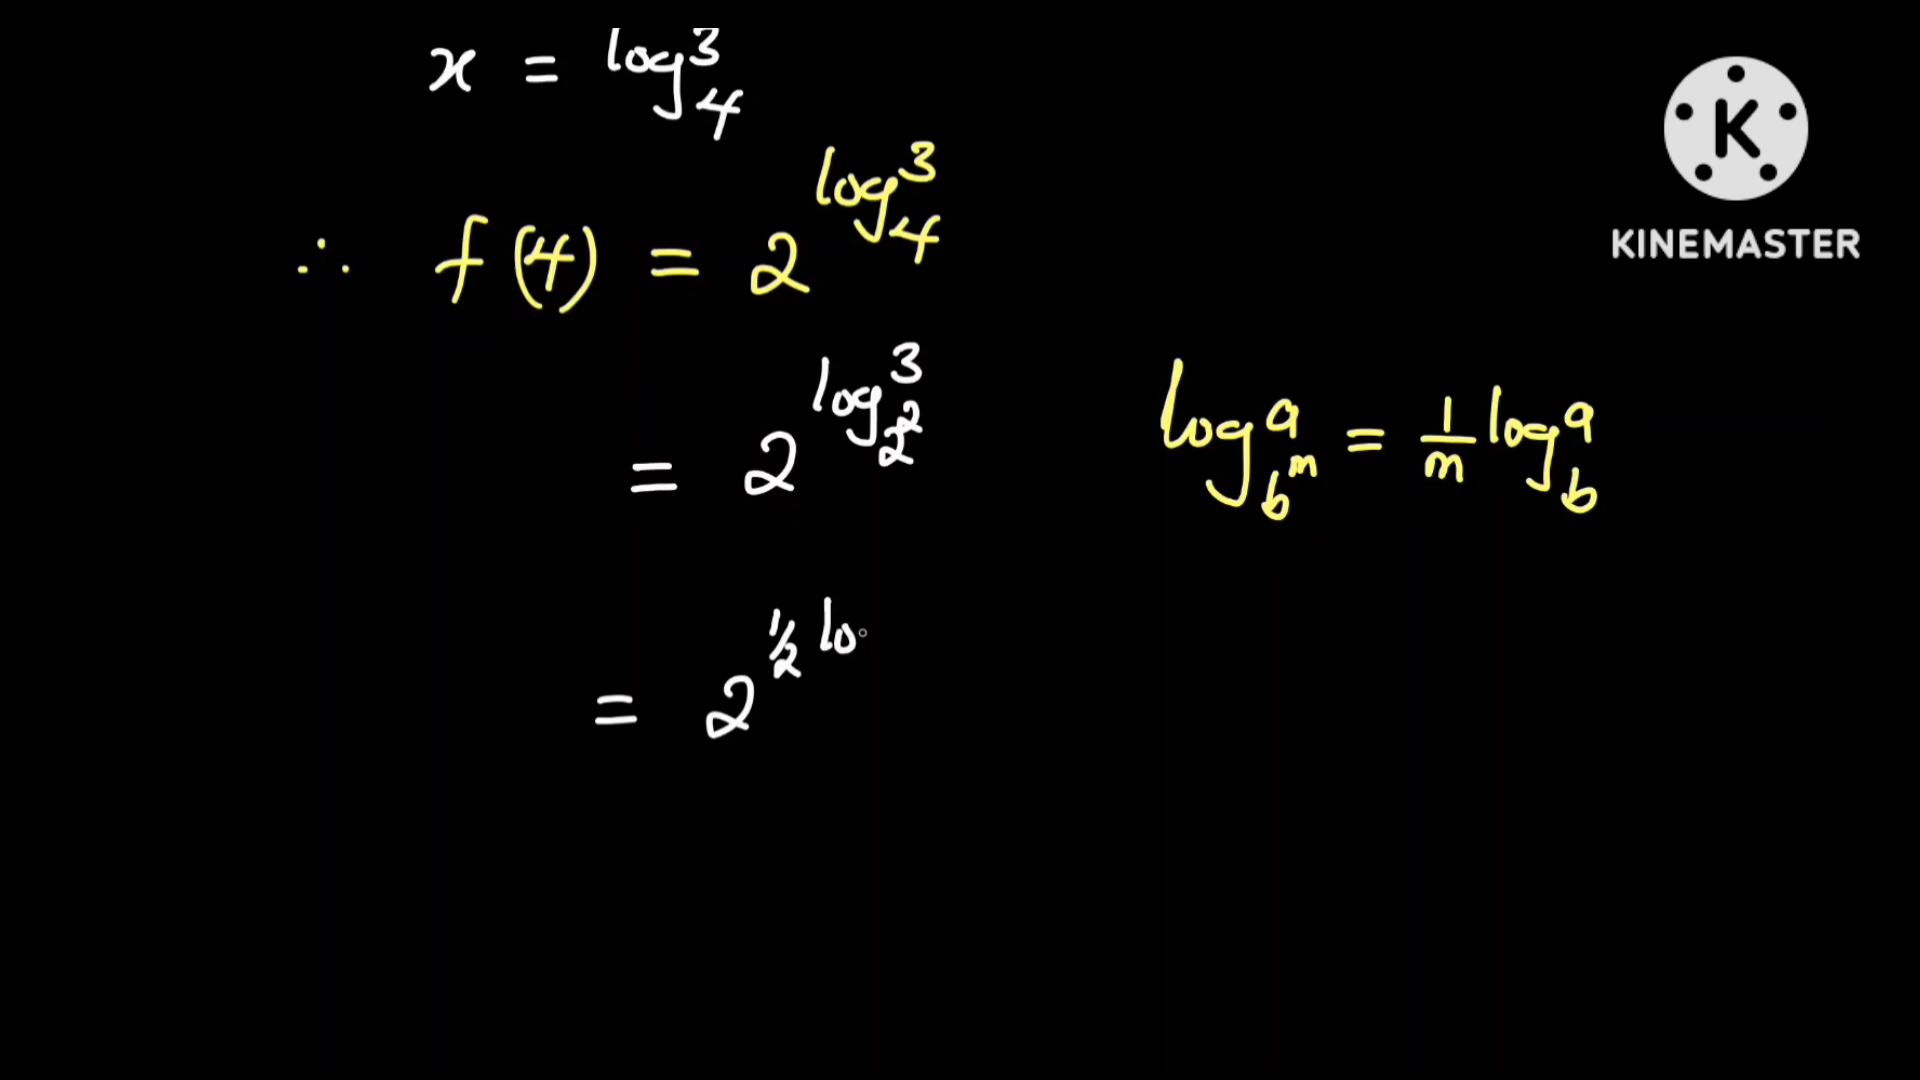 x = log₄³
K
KINEMASTER
∴ f(4) = 2^(log₄³)
= 2^(log_(2²)³)
log_(b^m)^a = 1/m log_b^a
= 2^(½ lo